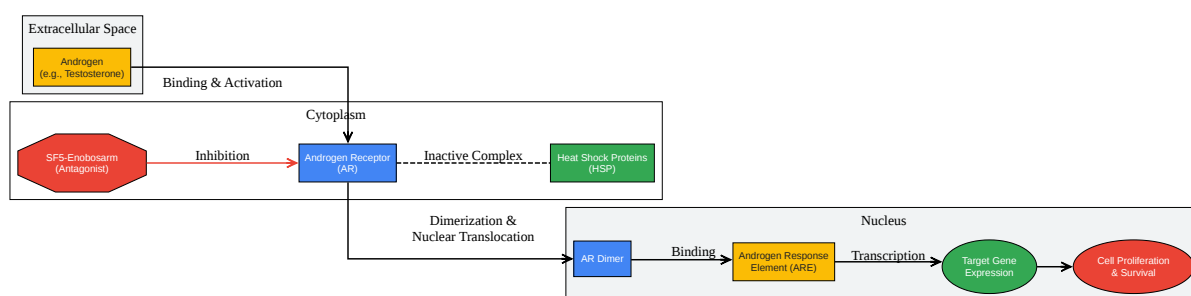 Extracellular Space
Androgen
(e.g., Testosterone)
Binding & Activation
Cytoplasm
SF5-Enobosarm
(Antagonist)
Inhibition
Androgen Receptor
(AR)
Inactive Complex
Heat Shock Proteins
(HSP)
Dimerization &
Nuclear Translocation
Nucleus
AR Dimer
Binding
Androgen Response
Element (ARE)
Transcription
Target Gene
Expression
Cell Proliferation
& Survival